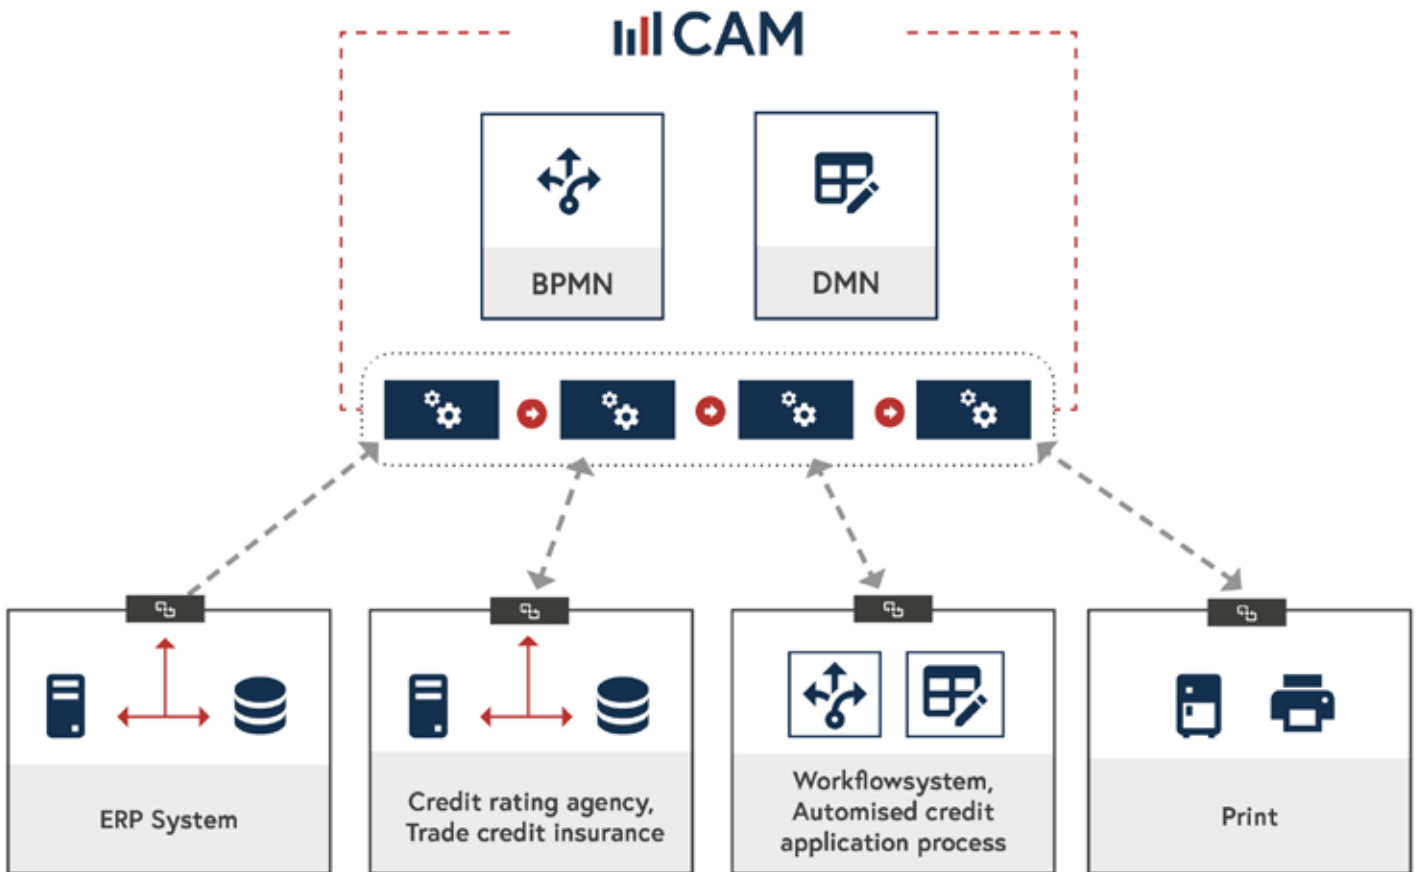 CAM
BPMN
DMN
ERP System
Credit rating agency,
Trade credit insurance
Workflowsystem,
Automised credit
application process
Print